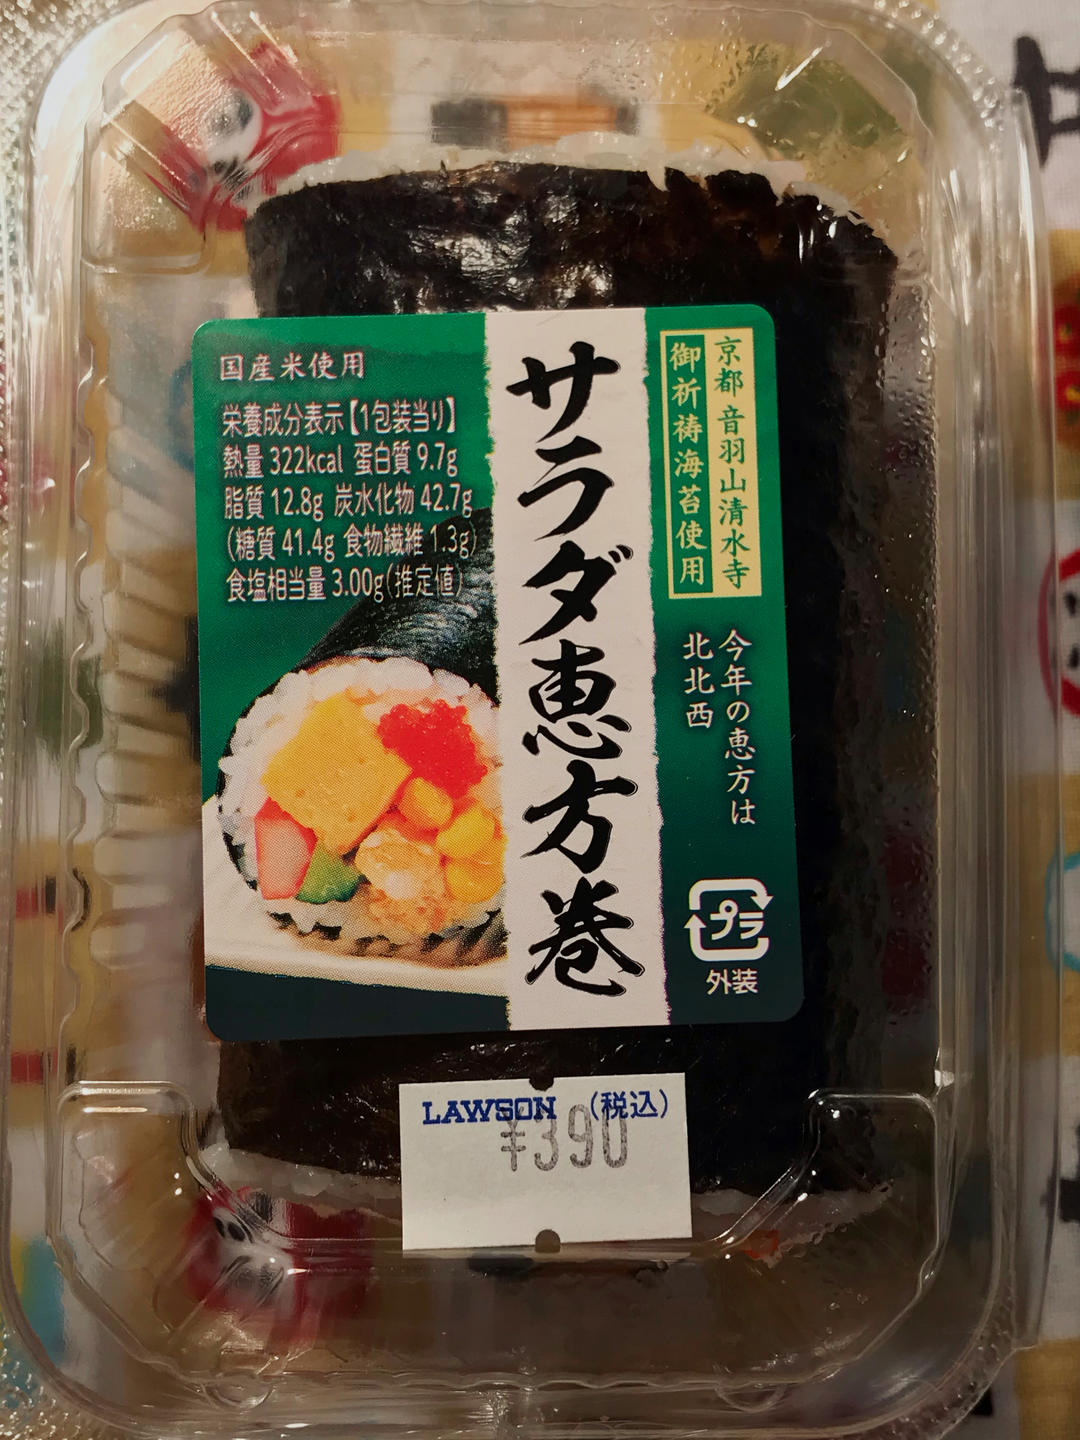 京都 音羽山清水寺
御祈祷海苔使用
サラダ恵方巻
今年の恵方は
北北西
国産米使用
栄養成分表示【1包装当り】
熱量 322kcal 蛋白質 9.7g
脂質 12.8g 炭水化物 42.7g
(糖質 41.4g 食物繊維 1.3g)
食塩相当量 3.00g(推定値)
プラ
外装
LAWSON (税込)
¥390